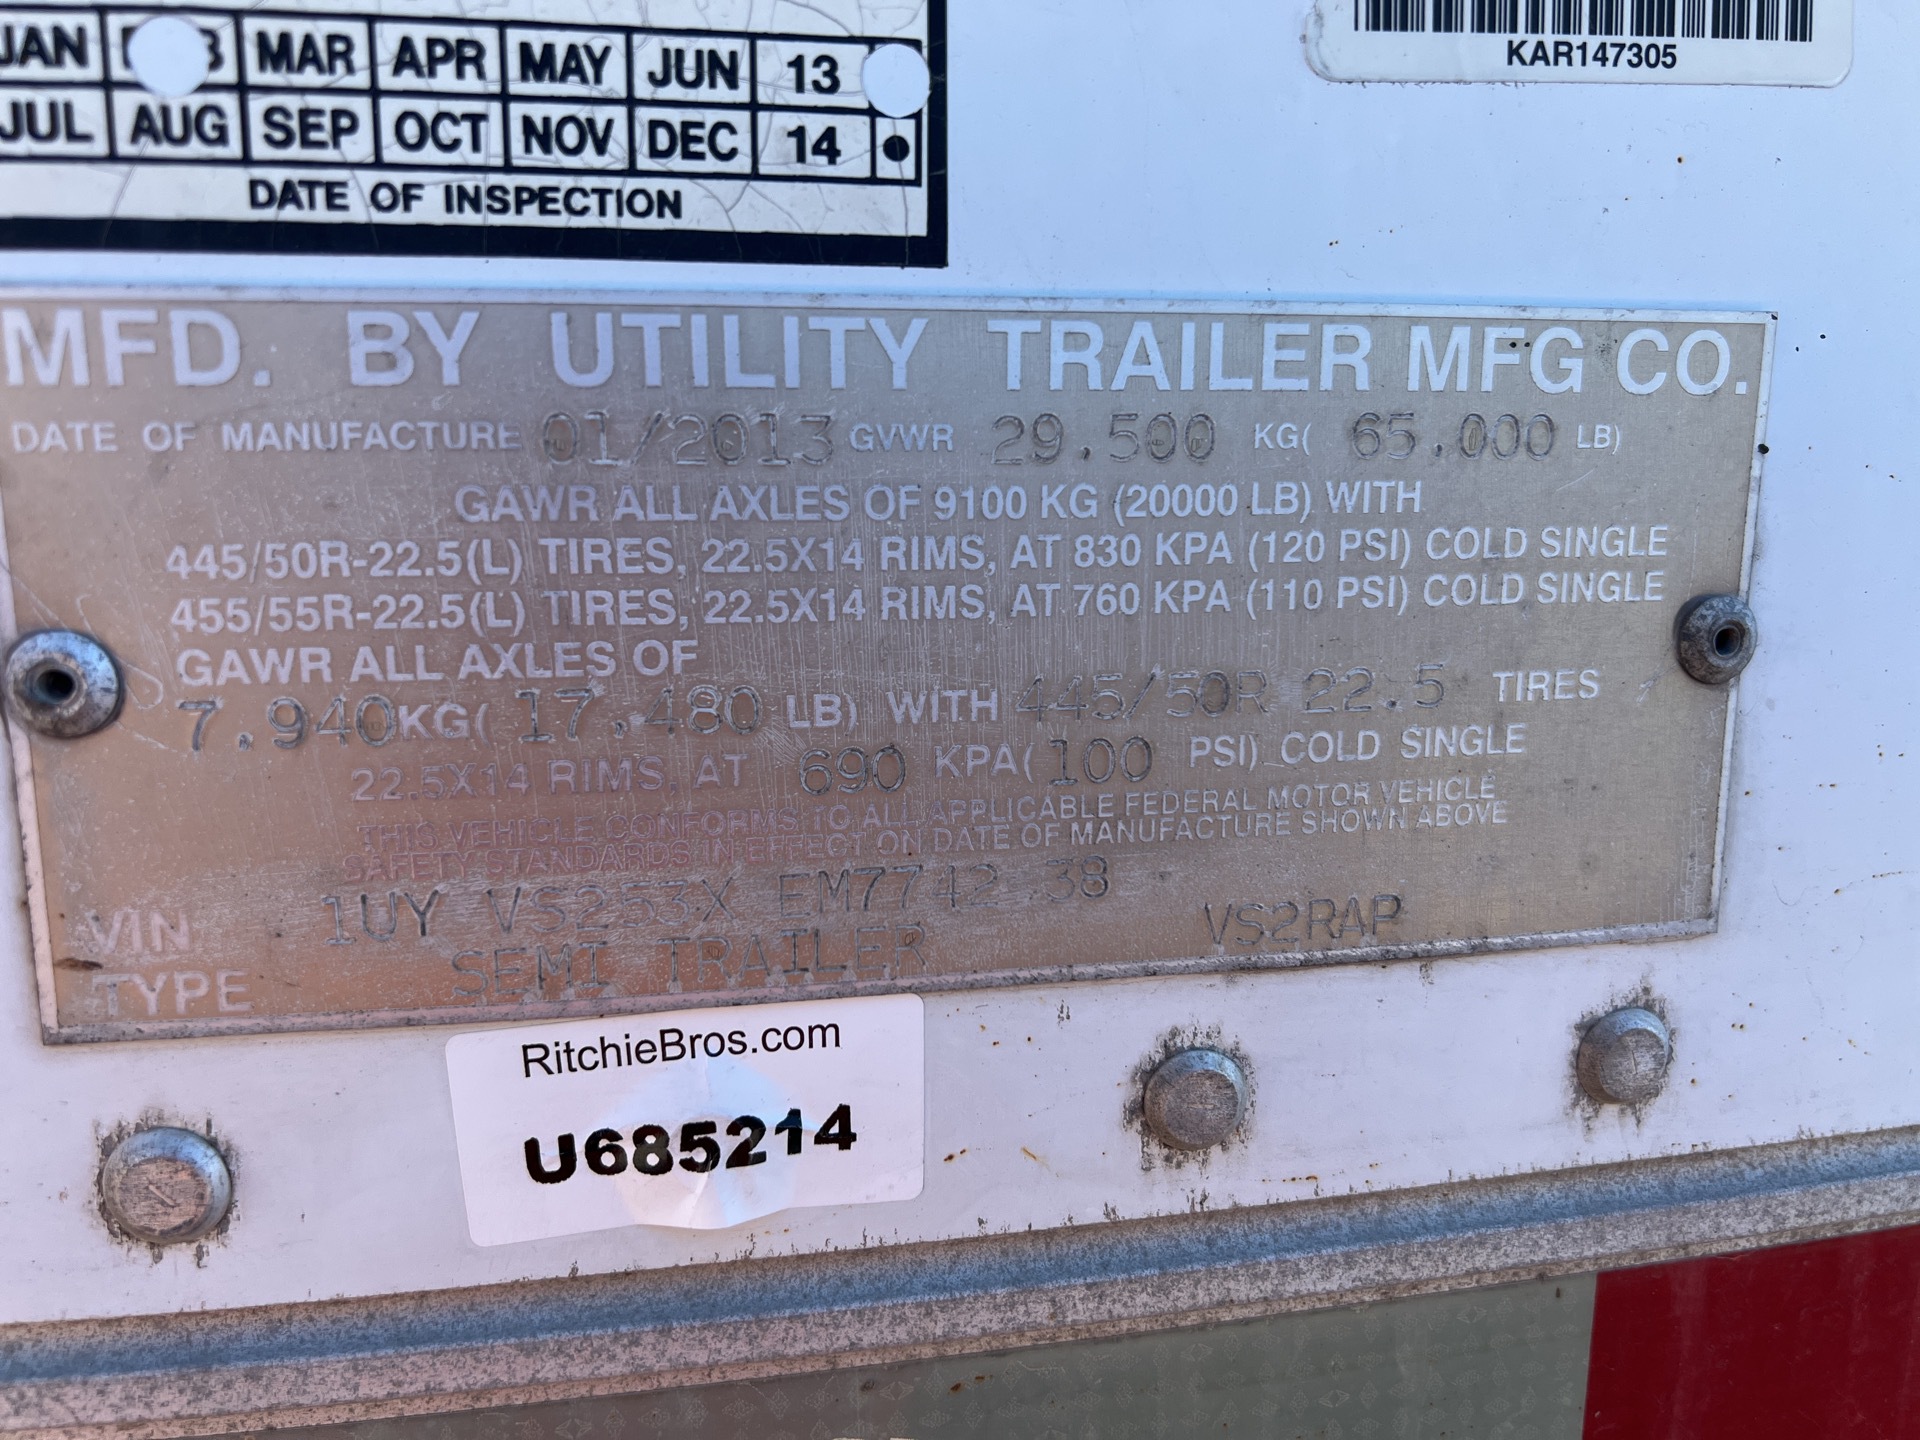 JAN MAR APR MAY JUN 13
JUL AUG SEP OCT NOV DEC 14
DATE OF INSPECTION
KAR147305
MFD. BY UTILITY TRAILER MFG CO.
DATE OF MANUFACTURE 01/2013 GVWR 29.500 KG( 65.000 LB)
GAWR ALL AXLES OF 9100 KG (20000 LB) WITH
445/50R-22.5(L) TIRES, 22.5X14 RIMS, AT 830 KPA (120 PSI) COLD SINGLE
455/55R-22.5(L) TIRES, 22.5X14 RIMS, AT 760 KPA (110 PSI) COLD SINGLE
GAWR ALL AXLES OF
7.940KG( 17.480 LB) WITH 445/50R 22.5 TIRES
22.5X14 RIMS, AT 690 KPA( 100 PSI) COLD SINGLE
THIS VEHICLE CONFORMS TO ALL APPLICABLE FEDERAL MOTOR VEHICLE
SAFETY STANDARDS IN EFFECT ON DATE OF MANUFACTURE SHOWN ABOVE
VIN 1UY VS253X
TYPE SEMI TRAILER VS2RAP
RitchieBros.com
U685214